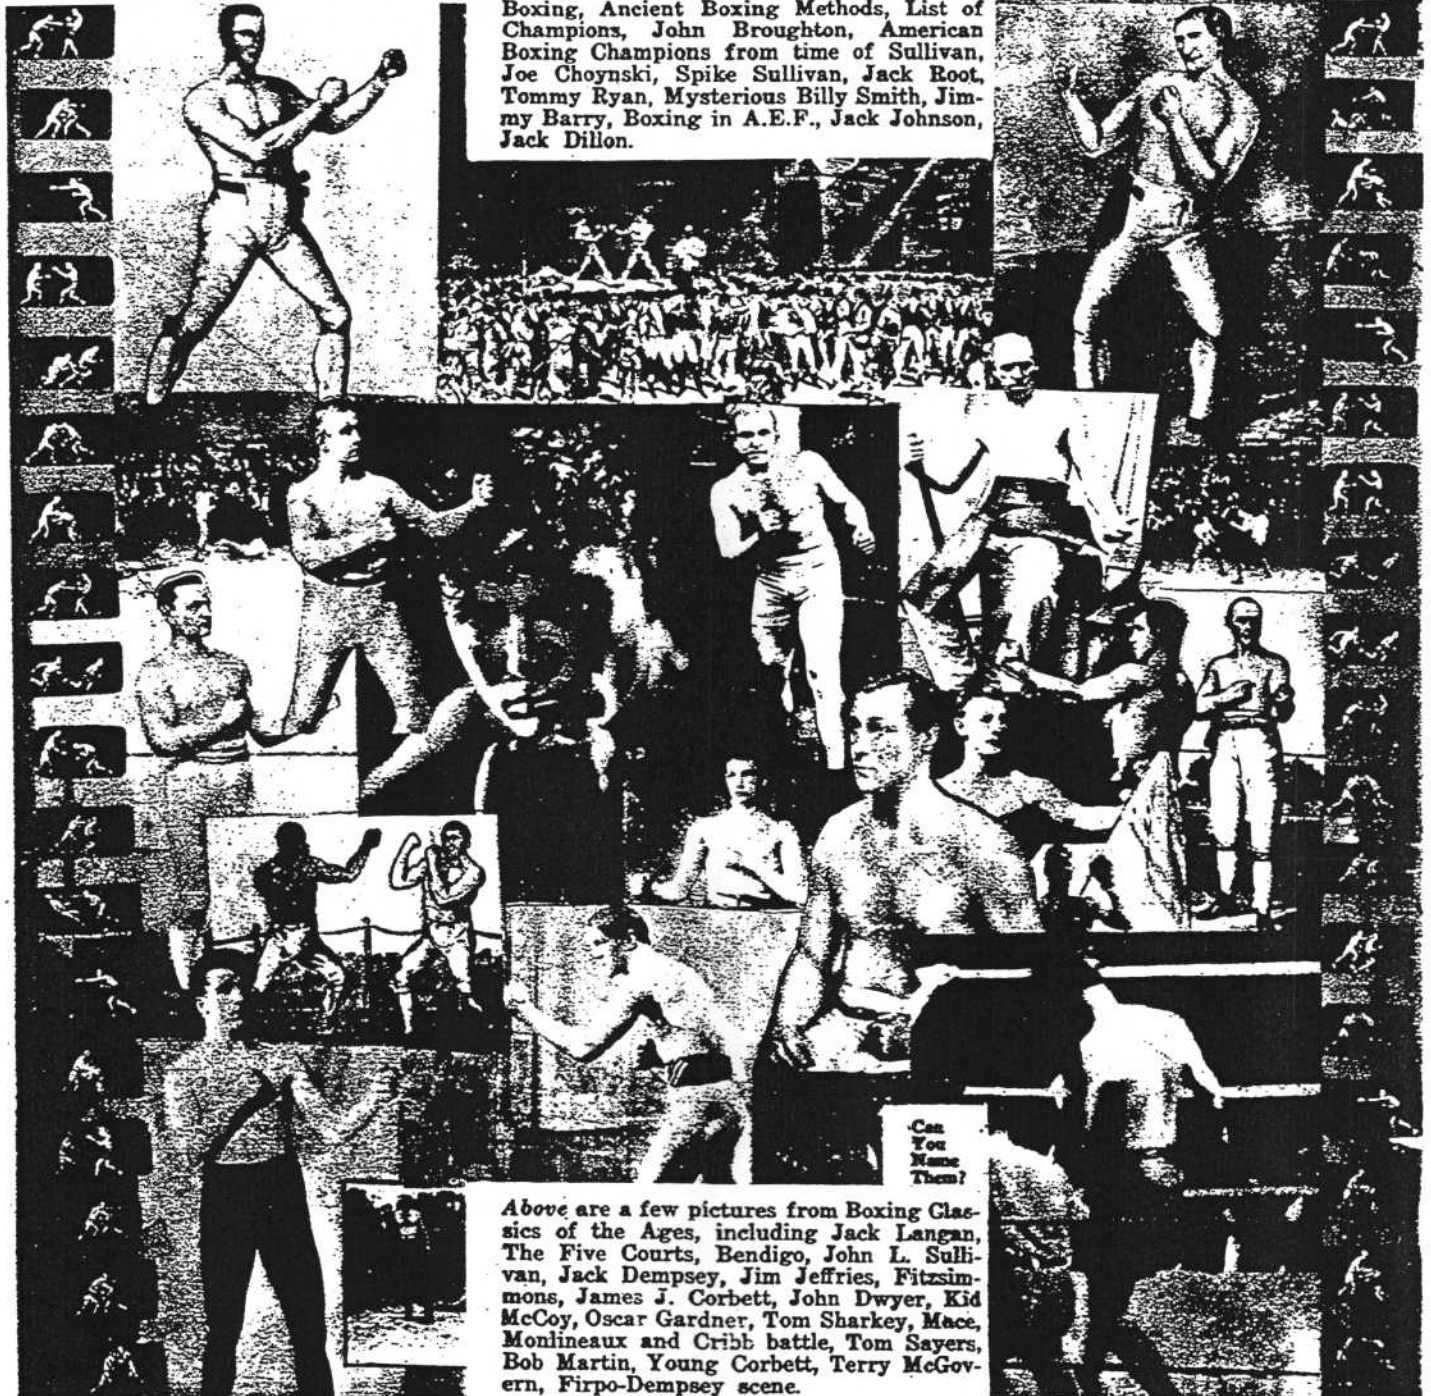 Boxing, Ancient Boxing Methods, List of
Champions, John Broughton, American
Boxing Champions from time of Sullivan,
Joe Choynski, Spike Sullivan, Jack Root,
Tommy Ryan, Mysterious Billy Smith, Jim-
my Barry, Boxing in A.E.F., Jack Johnson,
Jack Dillon.
Can
You
Name
Them?
Above are a few pictures from Boxing Clas-
sics of the Ages, including Jack Langan,
The Five Courts, Bendigo, John L. Sulli-
van, Jack Dempsey, Jim Jeffries, Fitzsim-
mons, James J. Corbett, John Dwyer, Kid
McCoy, Oscar Gardner, Tom Sharkey, Mace,
Monlineaux and Cribb battle, Tom Sayers,
Bob Martin, Young Corbett, Terry McGov-
ern, Firpo-Dempsey scene.